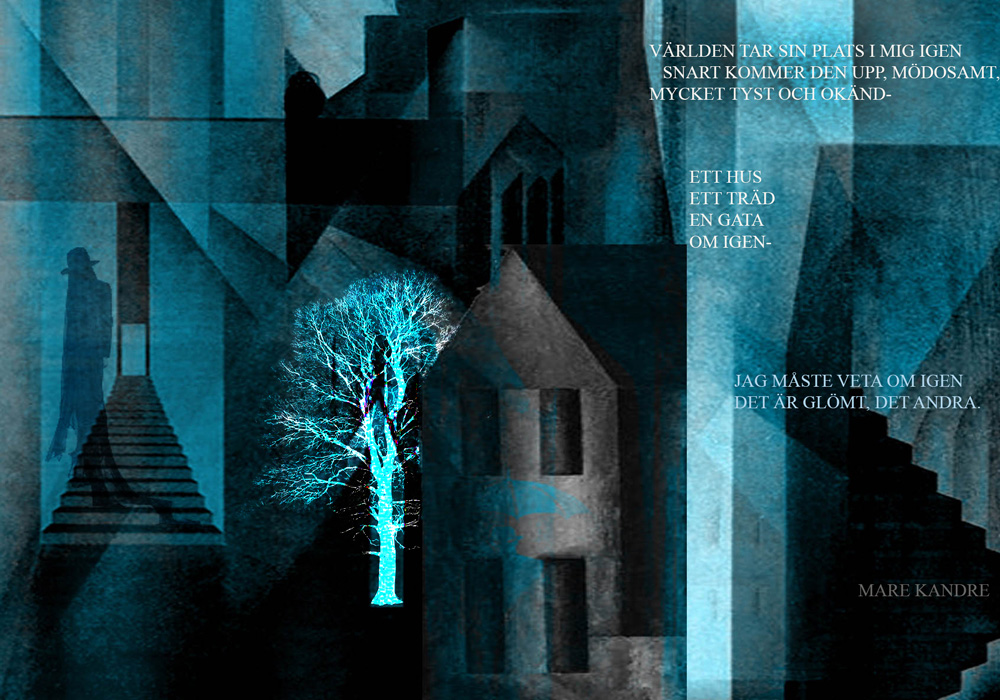 VÄRLDEN TAR SIN PLATS I MIG IGEN
SNART KOMMER DEN UPP, MÖDOSAMT,
MYCKET TYST OCH OKÄND-
ETT HUS
ETT TRÄD
EN GATA
OM IGEN-
JAG MÅSTE VETA OM IGEN
DET ÄR GLÖMT, DET ANDRA.
MARE KANDRE